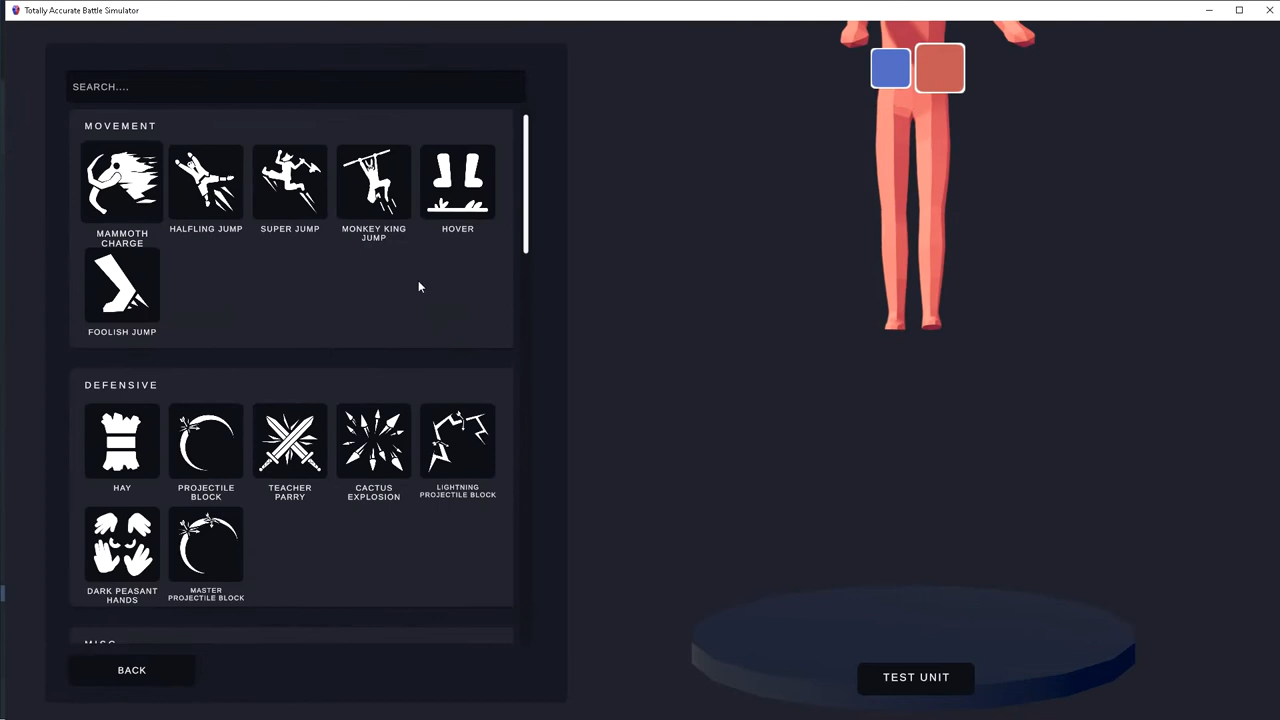 Totally Accurate Battle Simulator
SEARCH....
MOVEMENT
MAMMOTH
CHARGE
HALFLING JUMP
SUPER JUMP
MONKEY KING
JUMP
HOVER
FOOLISH JUMP
DEFENSIVE
HAY
PROJECTILE
BLOCK
TEACHER
PARRY
CACTUS
EXPLOSION
LIGHTNING
PROJECTILE BLOCK
DARK PEASANT
HANDS
MASTER
PROJECTILE BLOCK
MISC
BACK
TEST UNIT